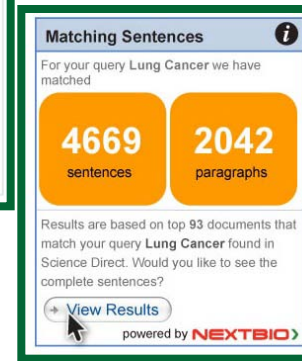 Matching Sentences i
For your query Lung Cancer we have
matched
4669
sentences
2042
paragraphs
Results are based on top 93 documents that
match your query Lung Cancer found in
Science Direct. Would you like to see the
complete sentences?
View Results
powered by NEXTBIO